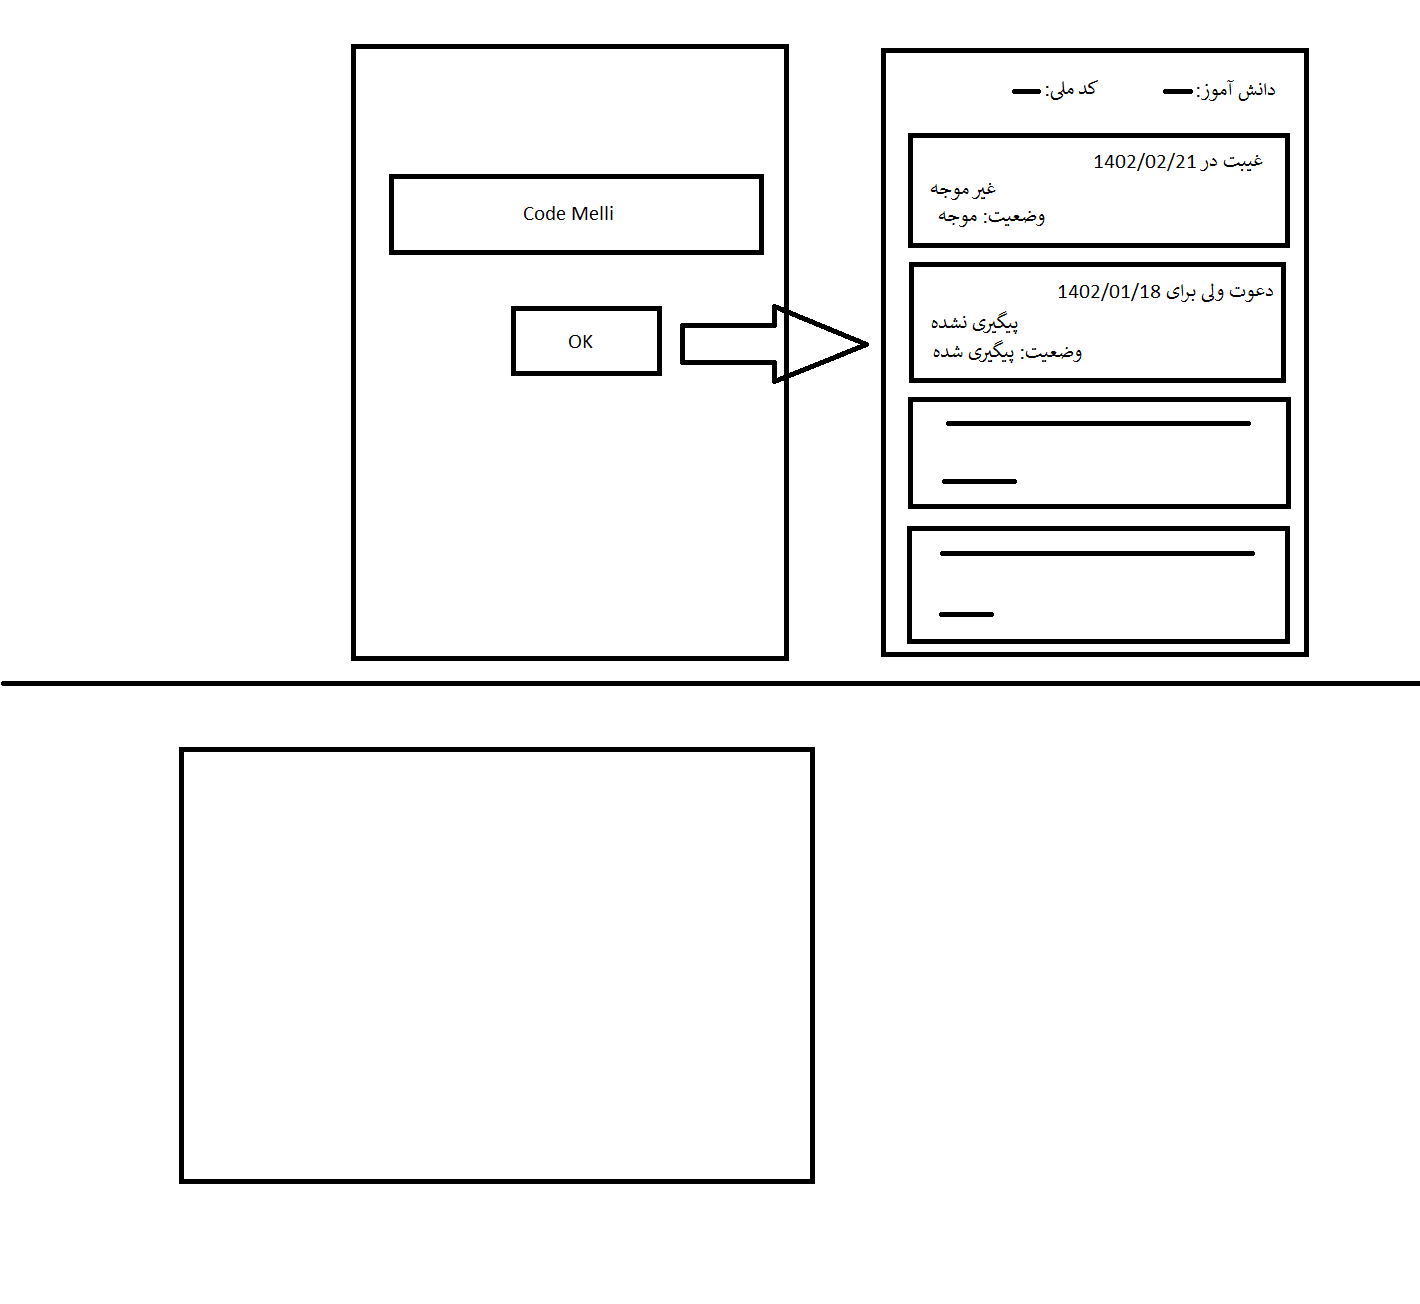 Code Melli
OK
دانش آموز: کد ملی:
غیبت در 1402/02/21
غیر موجه
وضعیت: موجه
دعوت ولی برای 1402/01/18
پیگیری نشده
وضعیت: پیگیری شده